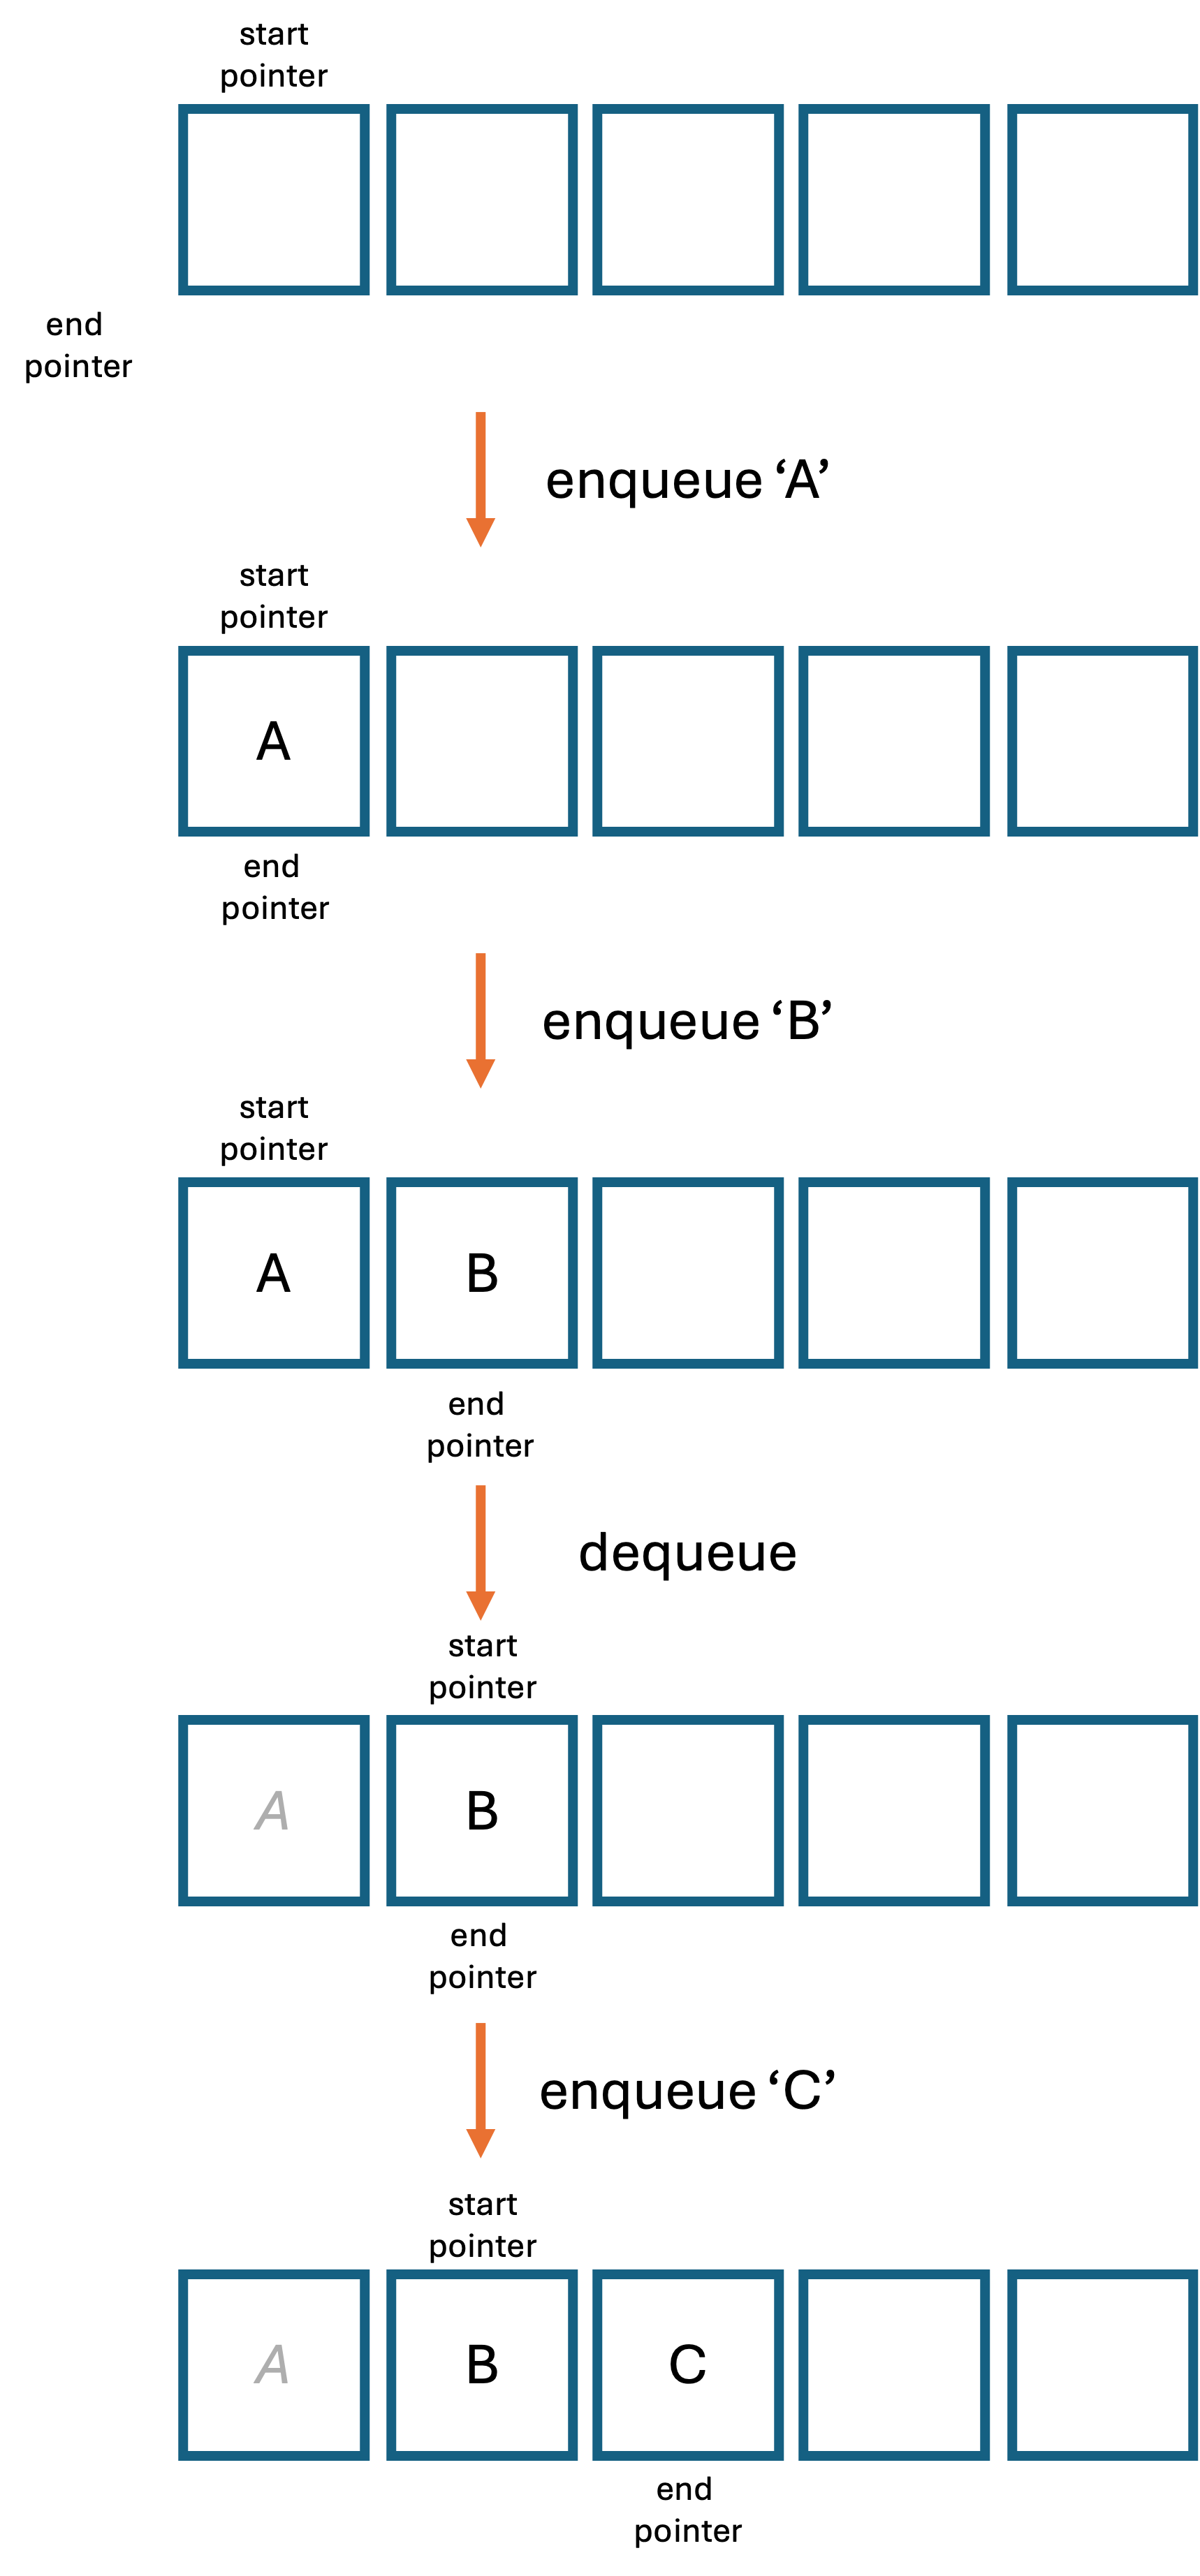 start
pointer
end
pointer
enqueue ‘A’
start
pointer
A
end
pointer
enqueue ‘B’
start
pointer
A B
end
pointer
dequeue
start
pointer
A B
end
pointer
enqueue ‘C’
start
pointer
A B C
end
pointer